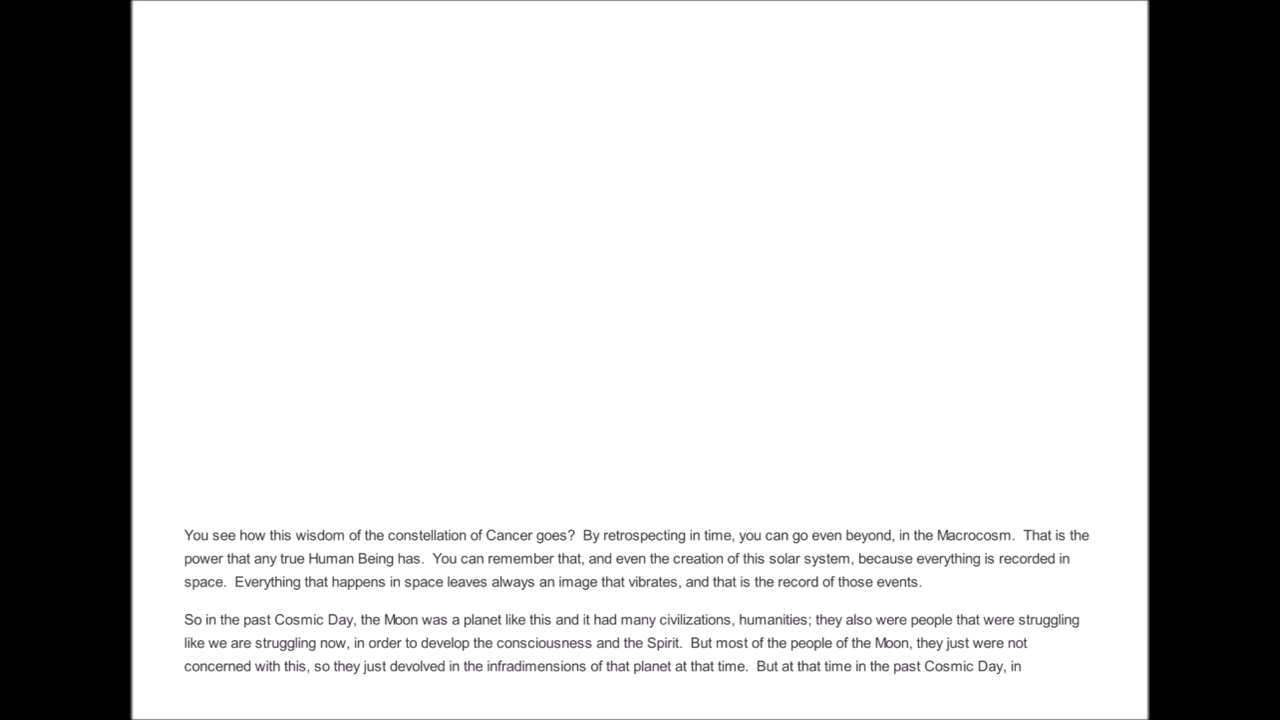 You see how this wisdom of the constellation of Cancer goes?  By retrospecting in time, you can go even beyond, in the Macrocosm.  That is the
power that any true Human Being has.  You can remember that, and even the creation of this solar system, because everything is recorded in
space.  Everything that happens in space leaves always an image that vibrates, and that is the record of those events.
So in the past Cosmic Day, the Moon was a planet like this and it had many civilizations, humanities; they also were people that were struggling
like we are struggling now, in order to develop the consciousness and the Spirit.  But most of the people of the Moon, they just were not
concerned with this, so they just devolved in the infradimensions of that planet at that time.  But at that time in the past Cosmic Day, in